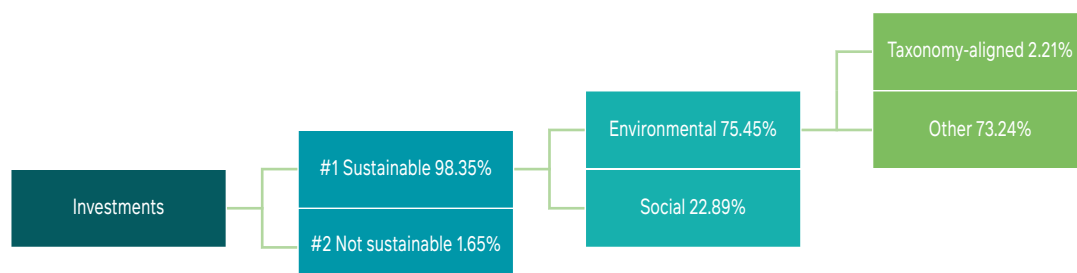 Investments
#1 Sustainable 98.35%
#2 Not sustainable 1.65%
Environmental 75.45%
Social 22.89%
Taxonomy-aligned 2.21%
Other 73.24%